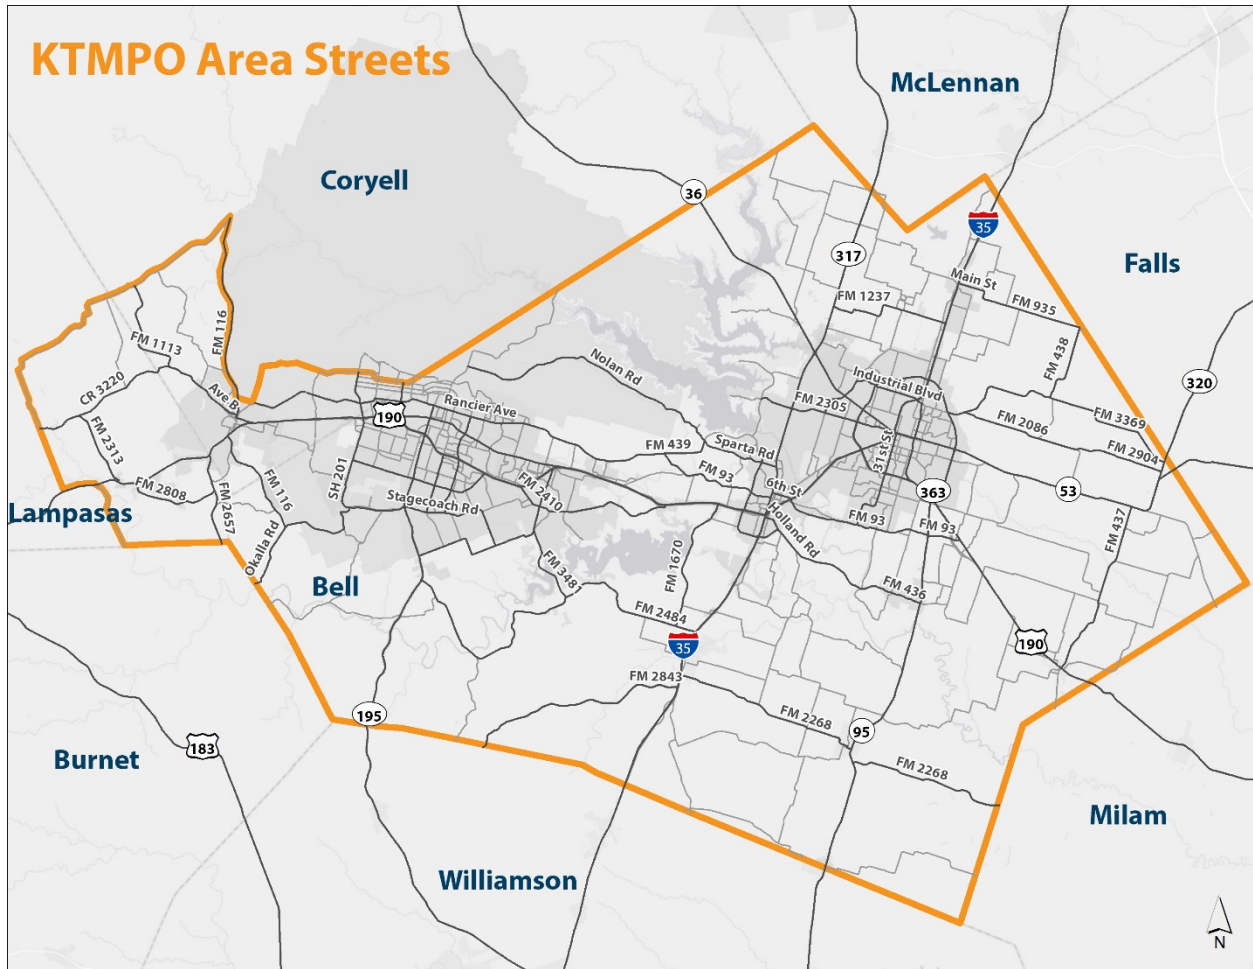 KTMPO Area Streets
McLennan
Coryell
36
35
317
Falls
Main St
FM 935
FM 1237
FM 116
FM 1113
FM 438
Nolan Rd
CR 3220
Industrial Blvd
320
Ave B
190
Rancier Ave
FM 2305
FM 3369
FM 2086
FM 2313
FM 439
Sparta Rd
31st St
FM 2904
SH 201
FM 93
6th St
363
53
FM 2808
FM 116
Stagecoach Rd
FM 2410
Lampasas
FM 2657
Holland Rd
FM 93
FM 93
FM 437
Okalla Rd
FM 1670
Bell
FM 3481
FM 436
FM 2484
35
190
FM 2843
195
FM 2268
95
183
Burnet
FM 2268
Milam
Williamson
N